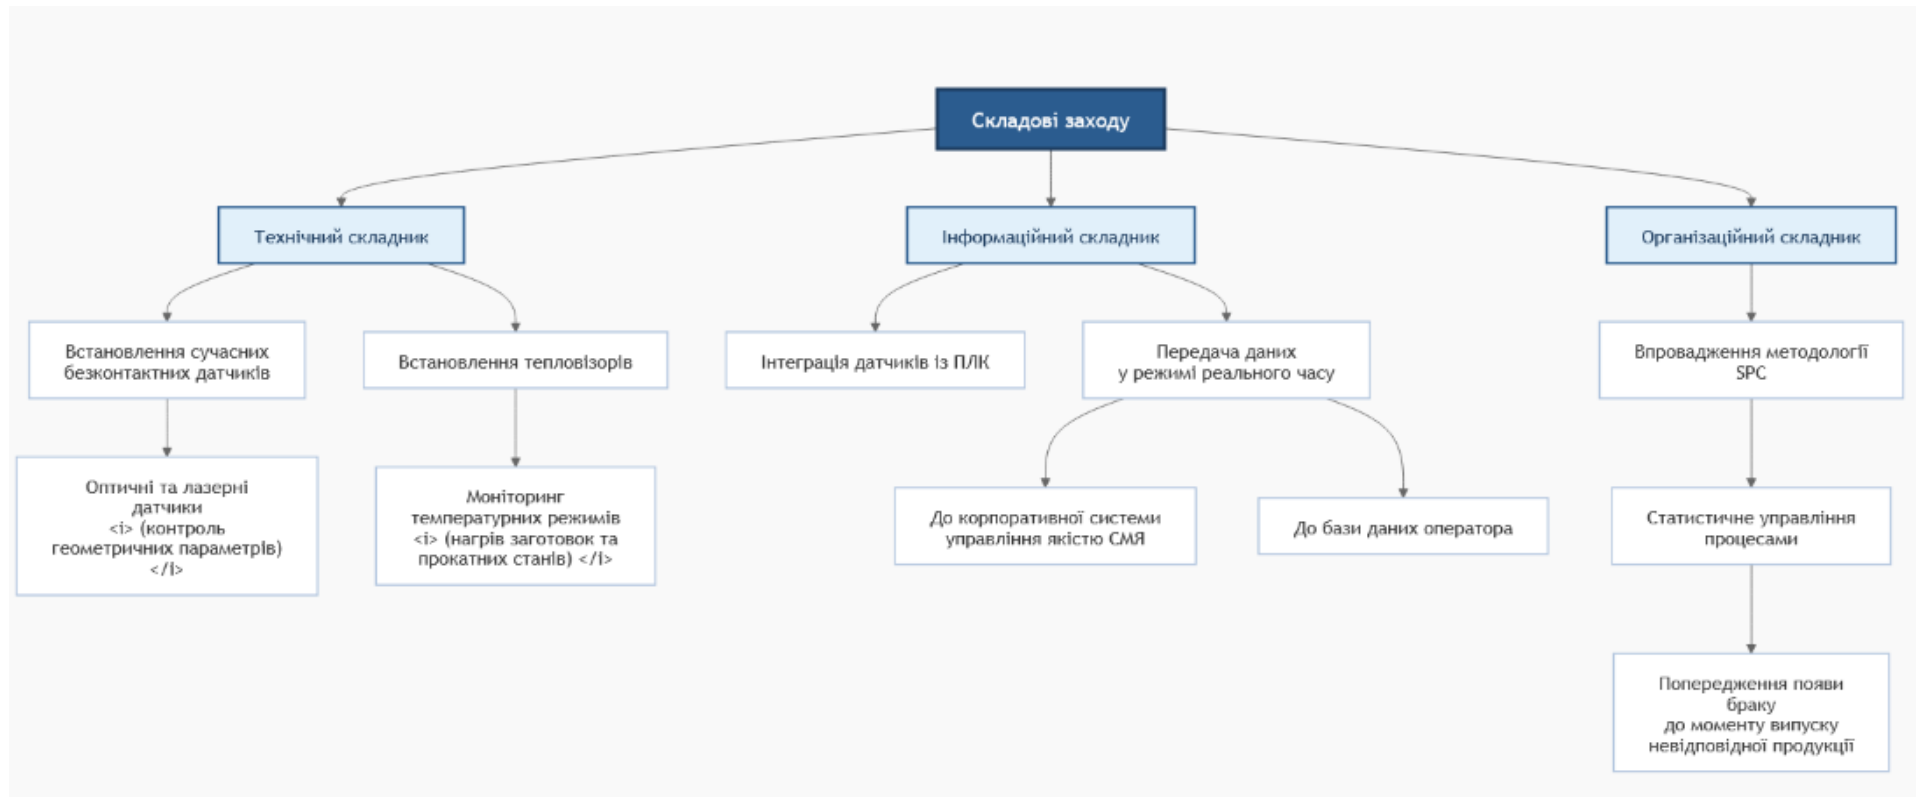 Складові заходу
Технічний складник
Інформаційний складник
Організаційний складник
Встановлення сучасних
безконтактних датчиків
Встановлення тепловізорів
Інтеграція датчиків із ПЛК
Передача даних
у режимі реального часу
Впровадження методології
SPC
Оптичні та лазерні
датчики
<i> (контроль
геометричних параметрів)
</i>
Моніторинг
температурних режимів
<i> (нагрів заготовок та
прокатних станів) </i>
До корпоративної системи
управління якістю СМЯ
До бази даних оператора
Статистичне управління
процесами
Попередження появи
браку
до моменту випуску
невідповідної продукції